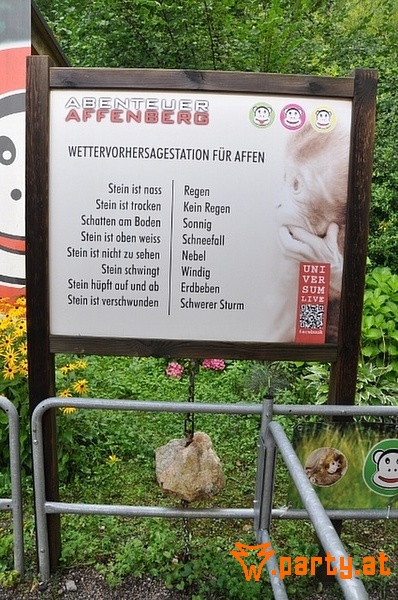 ABENTEUER
AFFENBERG
WETTERVORHERSAGESTATION FÜR AFFEN
Stein ist nass Regen
Stein ist trocken Kein Regen
Schatten am Boden Sonnig
Stein ist oben weiss Schneefall
Stein ist nicht zu sehen Nebel
Stein schwingt Windig
Stein hüpft auf und ab Erdbeben
Stein ist verschwunden Schwerer Sturm
UNI
VER
SUM
LIVE
facebook
w.party.at